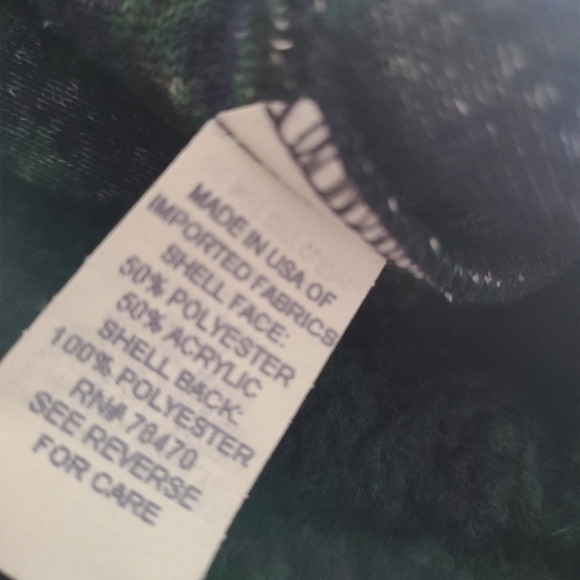 MADE IN USA OF
IMPORTED FABRICS
SHELL FACE:
50% POLYESTER
50% ACRYLIC
SHELL BACK:
100% POLYESTER
RN# 78470
SEE REVERSE
FOR CARE